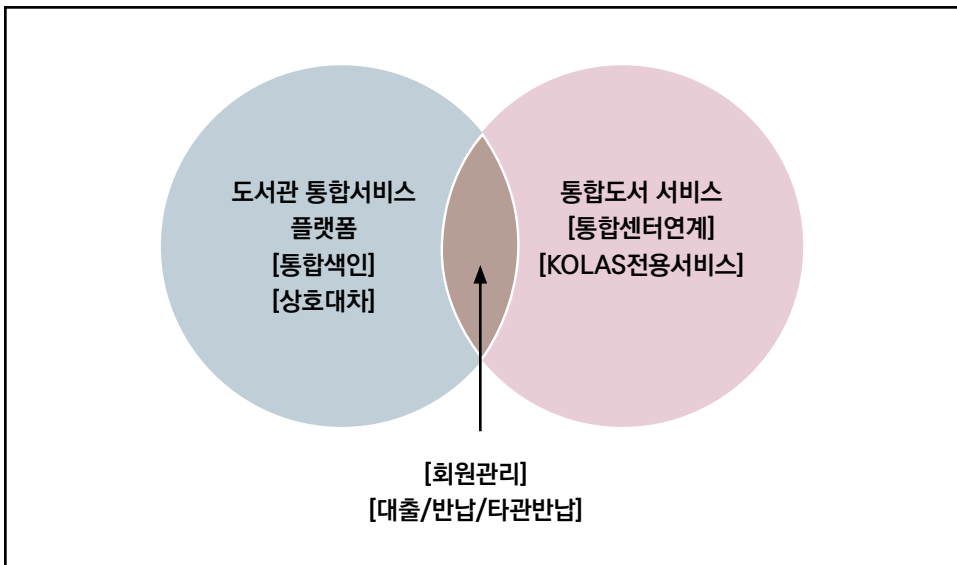 도서관 통합서비스
플랫폼
[통합색인]
[상호대차]
통합도서 서비스
[통합센터연계]
[KOLAS전용서비스]
[회원관리]
[대출/반납/타관반납]